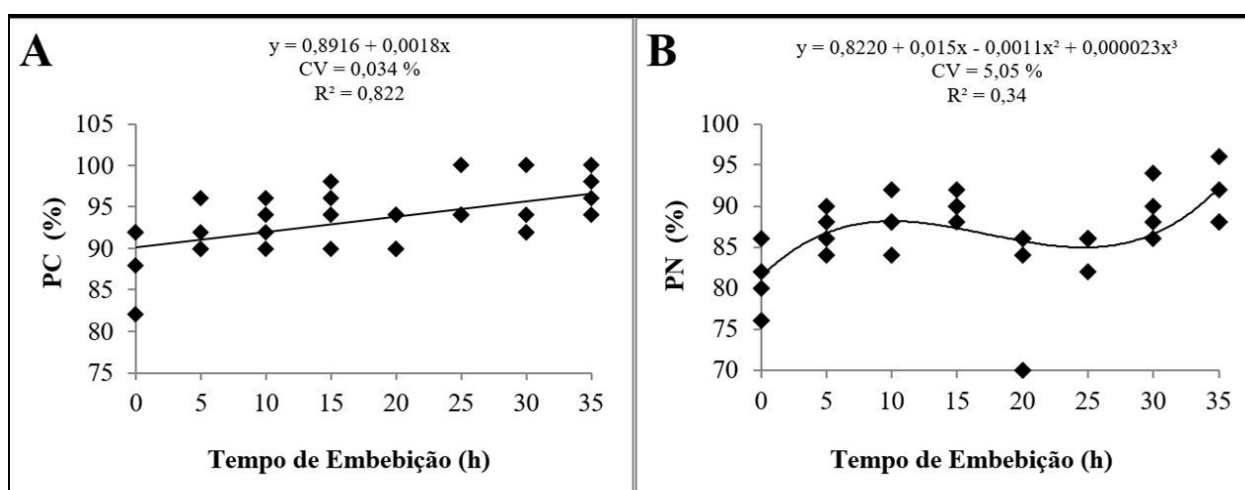 A
y = 0,8916 + 0,0018x
CV = 0,034 %
R² = 0,822
105
100
95
90
85
80
75
PC (%)
0 5 10 15 20 25 30 35
Tempo de Embebição (h)
B
y = 0,8220 + 0,015x - 0,0011x² + 0,000023x³
CV = 5,05 %
R² = 0,34
100
95
90
85
80
75
70
PN (%)
0 5 10 15 20 25 30 35
Tempo de Embebição (h)